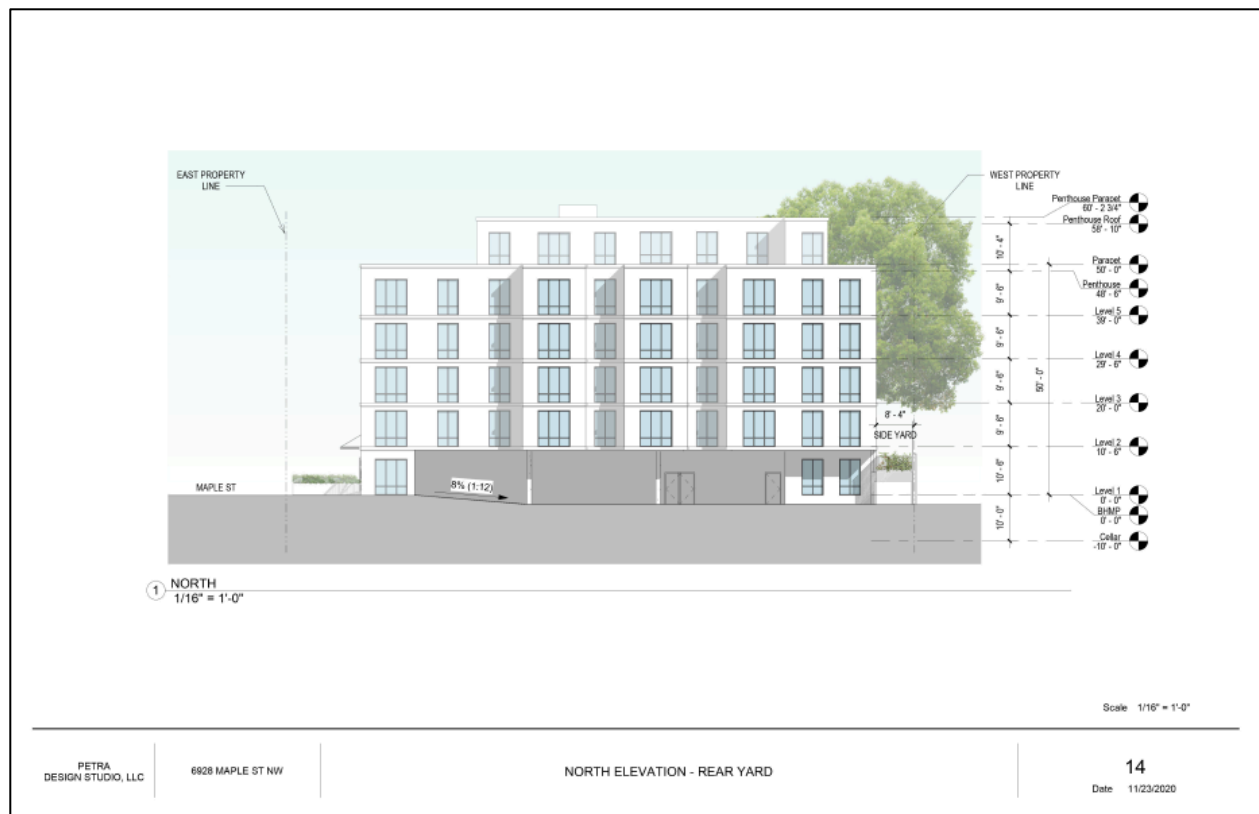 EAST PROPERTY
LINE
WEST PROPERTY
LINE
Penthouse Parapet
60' - 2 3/4"
Penthouse Roof
58' - 10"
Parapet
50' - 0"
Penthouse
48' - 6"
Level 5
39' - 0"
Level 4
29' - 6"
Level 3
20' - 0"
Level 2
10' - 6"
Level 1
0' - 0"
BHMP
0' - 0"
Cellar
-10' - 0"
10' - 4"
9' - 6"
9' - 6"
9' - 6"
9' - 6"
10' - 6"
10' - 0"
50' - 0"
8' - 4"
SIDE YARD
MAPLE ST
8% (1:12)
1
NORTH
1/16" = 1'-0"
Scale 1/16" = 1'-0"
PETRA
DESIGN STUDIO, LLC
6928 MAPLE ST NW
NORTH ELEVATION - REAR YARD
14
Date 11/23/2020